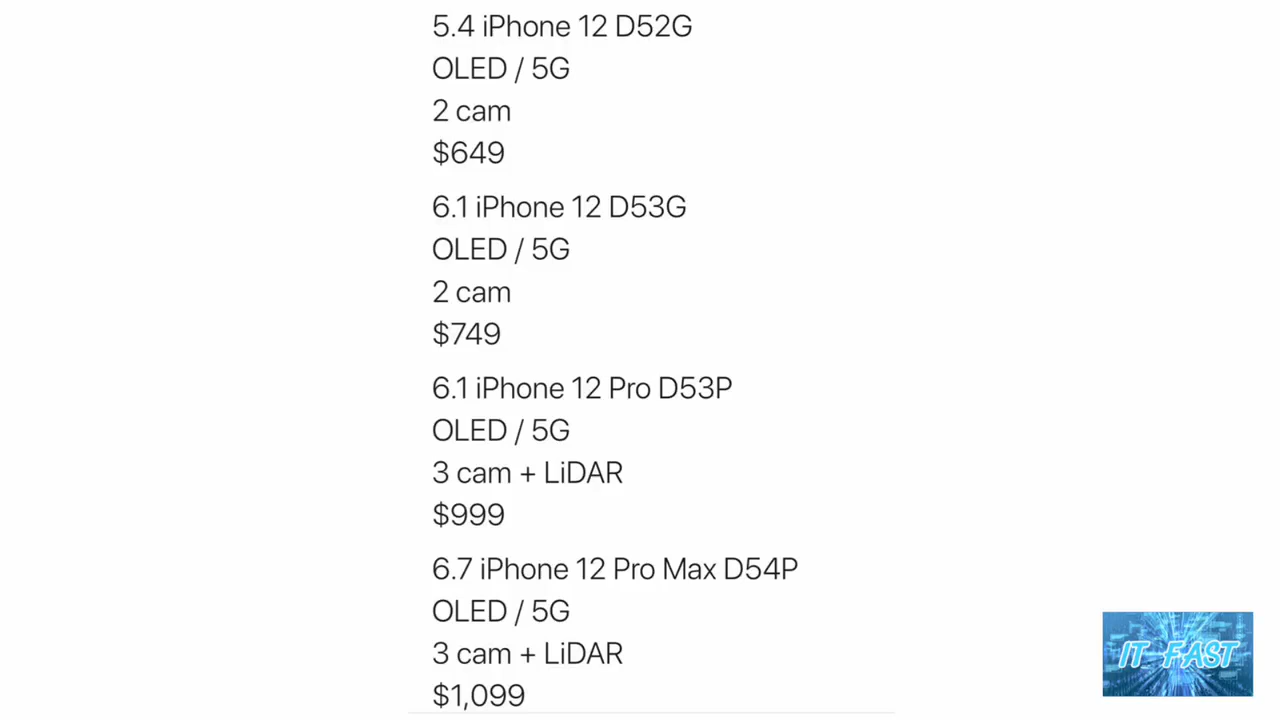 5.4 iPhone 12 D52G
OLED / 5G
2 cam
$649
6.1 iPhone 12 D53G
OLED / 5G
2 cam
$749
6.1 iPhone 12 Pro D53P
OLED / 5G
3 cam + LiDAR
$999
6.7 iPhone 12 Pro Max D54P
OLED / 5G
3 cam + LiDAR
$1,099
IT FAST